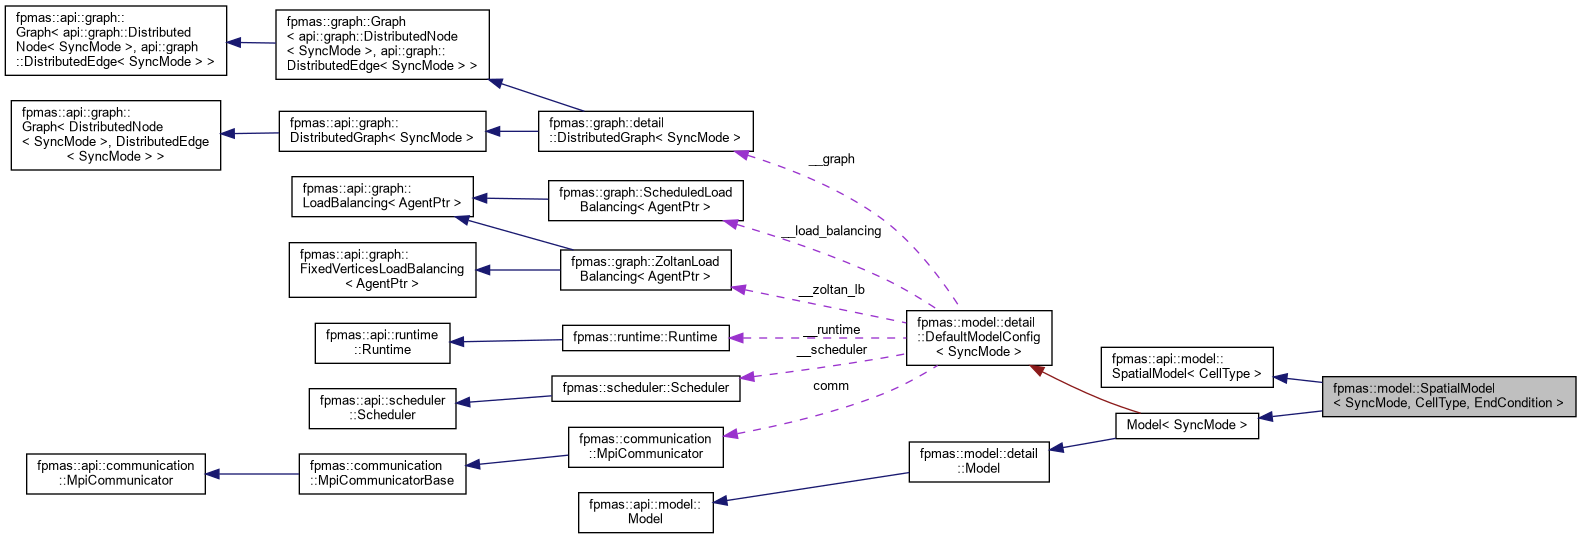 fpmas::api::graph::
Graph< api::graph::Distributed
Node< SyncMode >, api::graph
::DistributedEdge< SyncMode > >
fpmas::graph::Graph
< api::graph::DistributedNode
< SyncMode >, api::graph::
DistributedEdge< SyncMode > >
fpmas::api::graph::
Graph< DistributedNode
< SyncMode >, DistributedEdge
< SyncMode > >
fpmas::api::graph::
DistributedGraph< SyncMode >
fpmas::graph::detail
::DistributedGraph< SyncMode >
__graph
fpmas::api::graph::
LoadBalancing< AgentPtr >
fpmas::graph::ScheduledLoad
Balancing< AgentPtr >
__load_balancing
fpmas::api::graph::
FixedVerticesLoadBalancing
< AgentPtr >
fpmas::graph::ZoltanLoad
Balancing< AgentPtr >
__zoltan_lb
fpmas::api::runtime
::Runtime
fpmas::runtime::Runtime
__runtime
fpmas::model::detail
::DefaultModelConfig
< SyncMode >
__scheduler
fpmas::api::scheduler
::Scheduler
fpmas::scheduler::Scheduler
comm
fpmas::api::model::
SpatialModel< CellType >
fpmas::model::SpatialModel
< SyncMode, CellType, EndCondition >
Model< SyncMode >
fpmas::api::communication
::MpiCommunicator
fpmas::communication
::MpiCommunicatorBase
fpmas::communication
::MpiCommunicator
fpmas::model::detail
::Model
fpmas::api::model::
Model